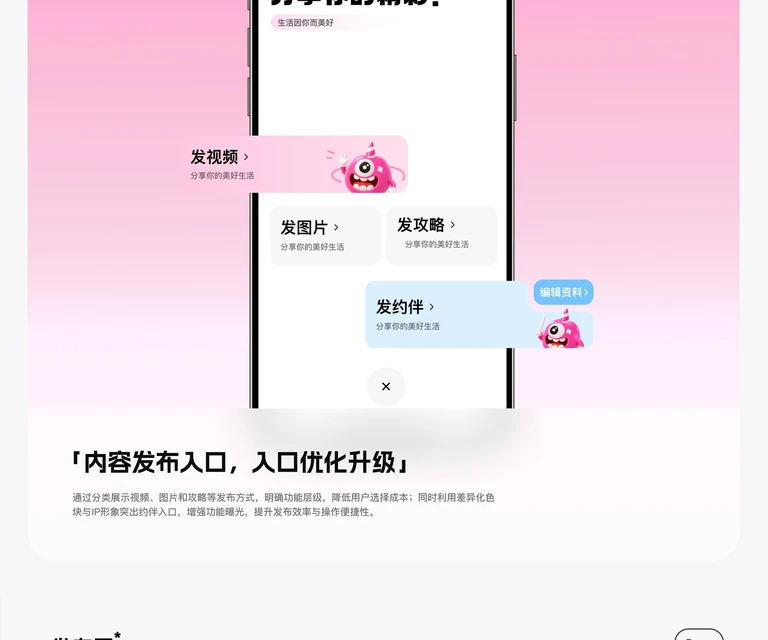 分享你的精彩！
生活因你而美好
发视频 >
分享你的美好生活
发图片 >
分享你的美好生活
发攻略 >
分享你的美好生活
编辑资料 >
发约伴 >
分享你的美好生活
×
「内容发布入口，入口优化升级」
通过分类展示视频、图片和攻略等发布方式，明确功能层级，降低用户选择成本；同时利用差异化色
块与IP形象突出约伴入口，增强功能曝光，提升发布效率与操作便捷性。